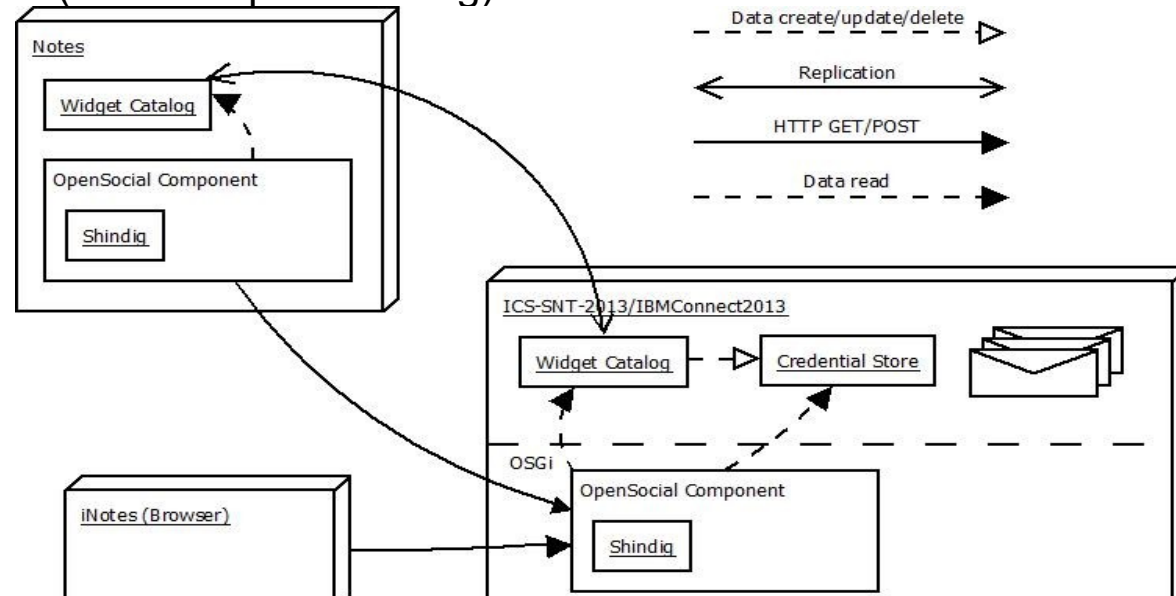 Notes
Widget Catalog
OpenSocial Component
Shindig
Data create/update/delete
Replication
HTTP GET/POST
Data read
ICS-SNT-2013/IBMConnect2013
Widget Catalog
Credential Store
OSGi
OpenSocial Component
Shindig
iNotes (Browser)